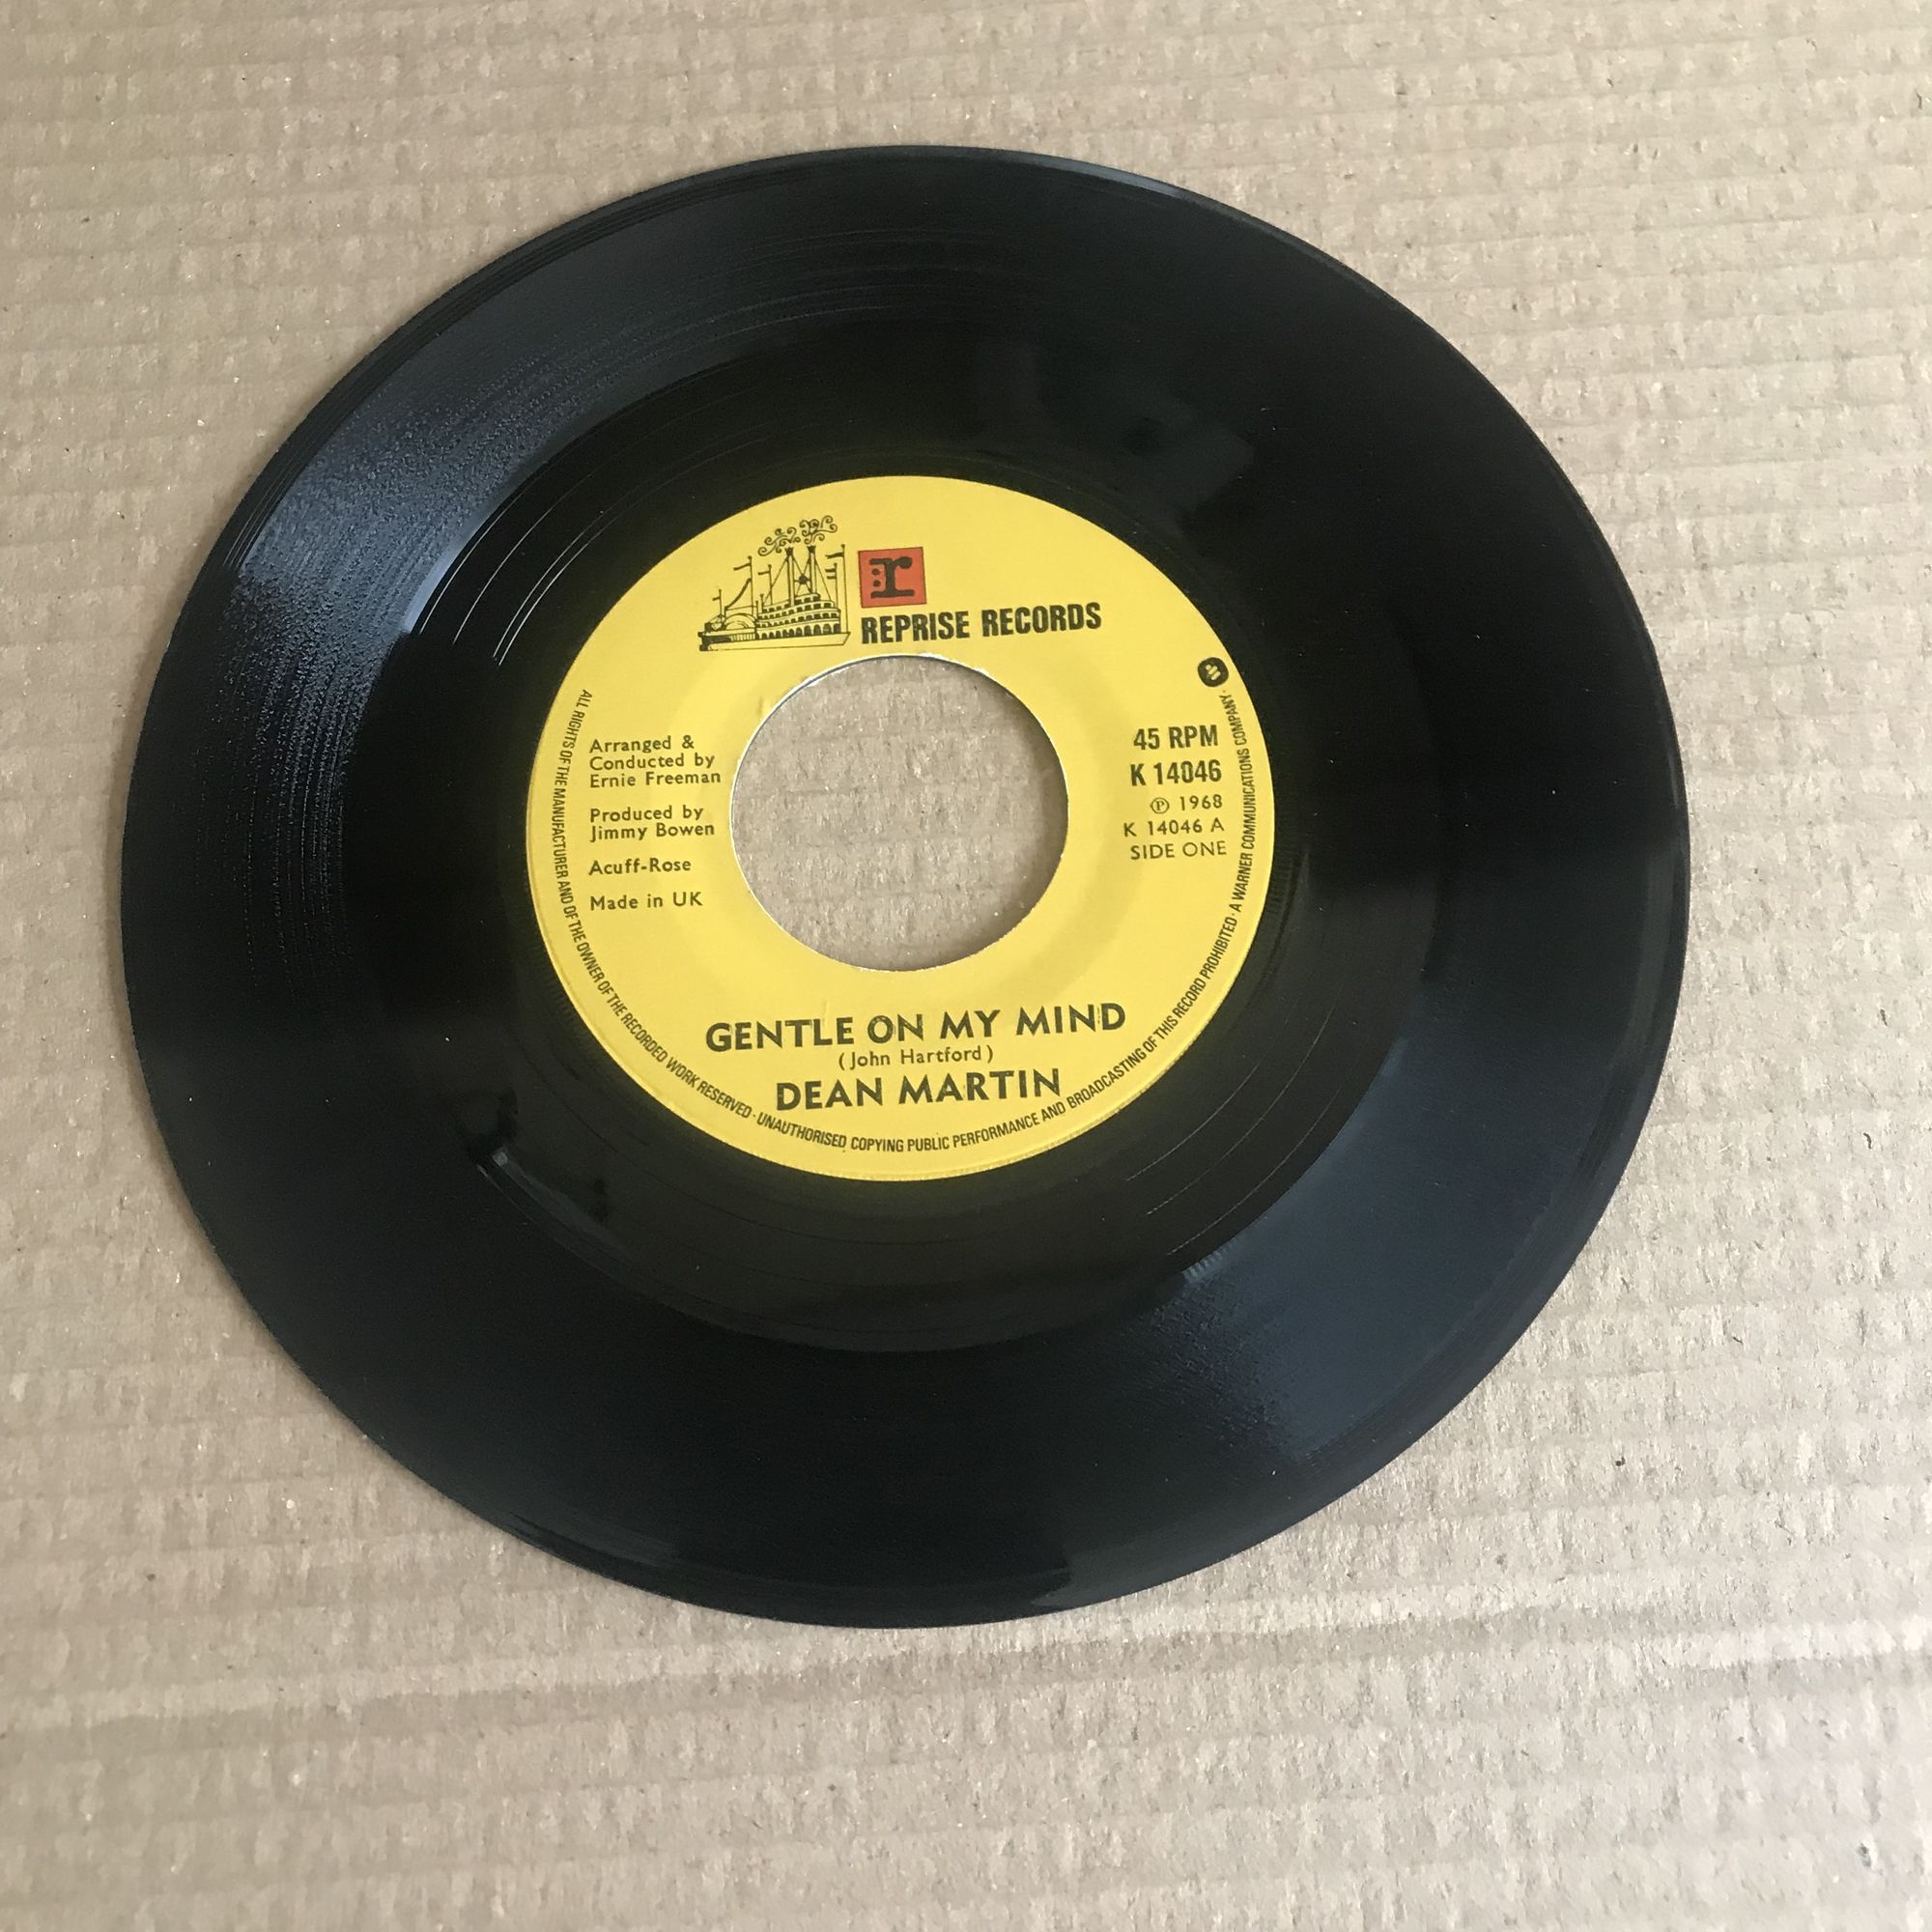 r
REPRISE RECORDS
Arranged &
Conducted by
Ernie Freeman
Produced by
Jimmy Bowen
Acuff-Rose
Made in UK
45 RPM
K 14046
Ⓟ 1968
K 14046 A
SIDE ONE
GENTLE ON MY MIND
(John Hartford)
DEAN MARTIN
ALL RIGHTS OF THE MANUFACTURER AND OF THE OWNER OF THE RECORDED WORK RESERVED · UNAUTHORISED COPYING PUBLIC PERFORMANCE AND BROADCASTING OF THIS RECORD PROHIBITED · A WARNER COMMUNICATIONS COMPANY ·